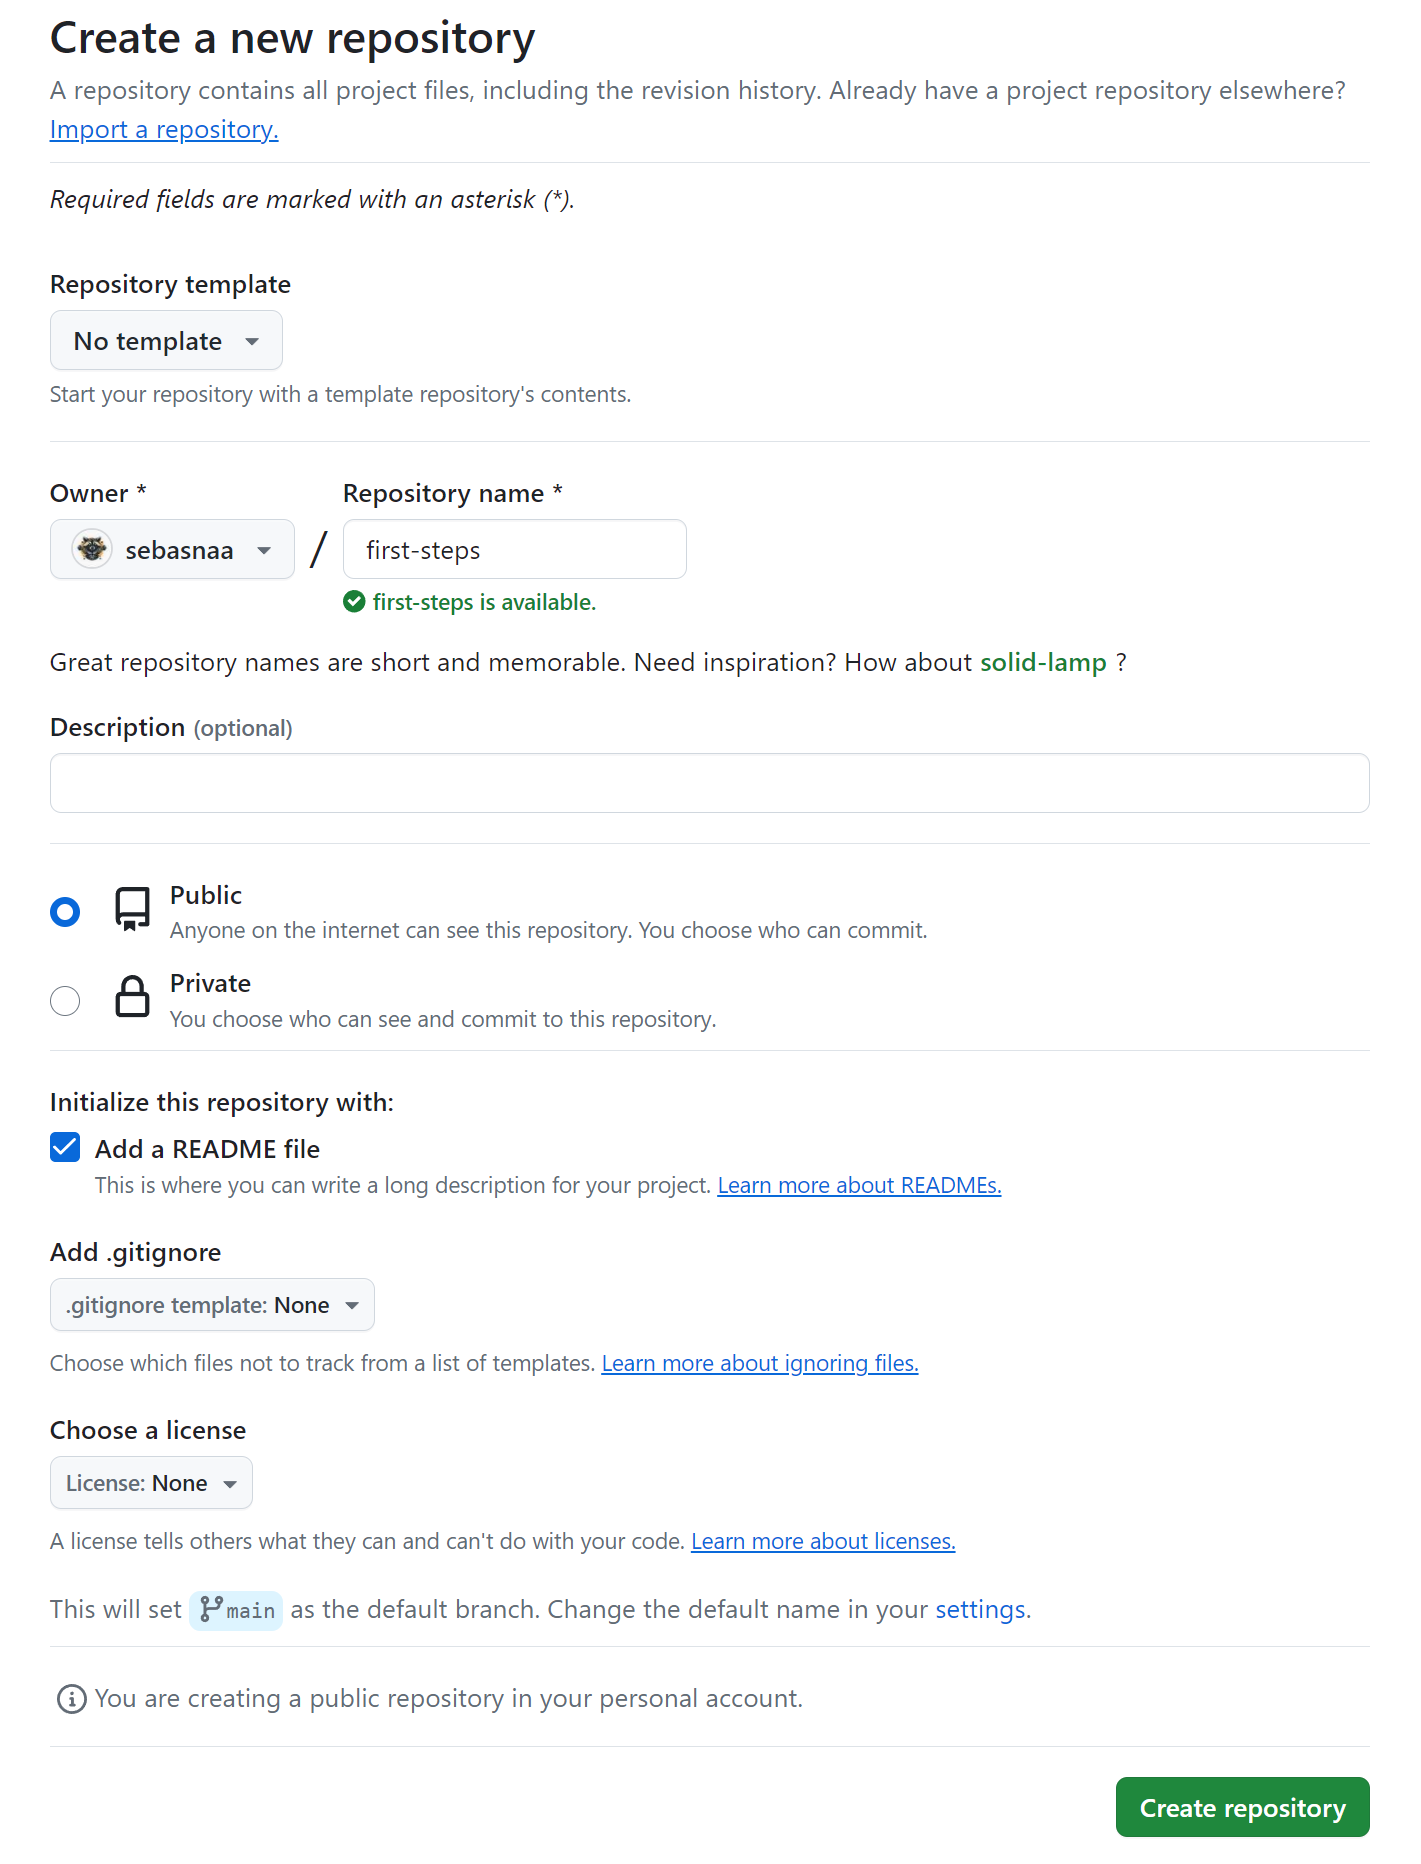 Create a new repository
A repository contains all project files, including the revision history. Already have a project repository elsewhere?
Import a repository.
Required fields are marked with an asterisk (*).
Repository template
No template
Start your repository with a template repository's contents.
Owner * Repository name *
sebasnaa / first-steps
first-steps is available.
Great repository names are short and memorable. Need inspiration? How about solid-lamp ?
Description (optional)
Public
Anyone on the internet can see this repository. You choose who can commit.
Private
You choose who can see and commit to this repository.
Initialize this repository with:
Add a README file
This is where you can write a long description for your project. Learn more about READMEs.
Add .gitignore
.gitignore template: None
Choose which files not to track from a list of templates. Learn more about ignoring files.
Choose a license
License: None
A license tells others what they can and can't do with your code. Learn more about licenses.
This will set main as the default branch. Change the default name in your settings.
You are creating a public repository in your personal account.
Create repository